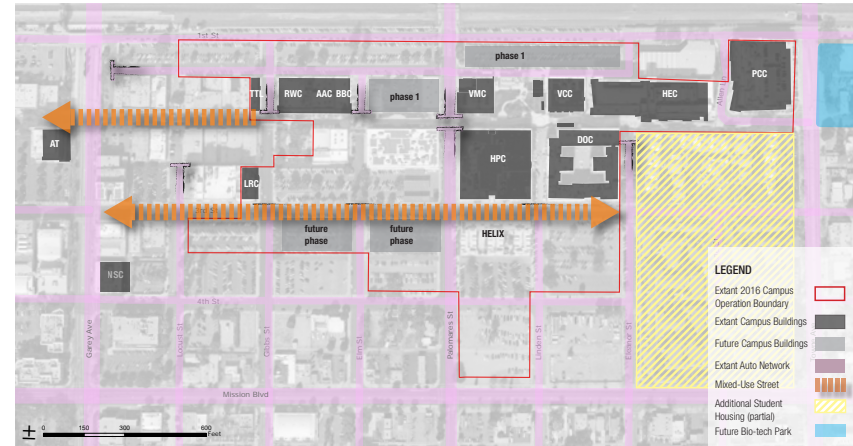 1st St
phase 1
PCC
Allen Ln
TTL
RWC
AAC BBC
phase 1
VMC
VCC
HEC
AT
HPC
DOC
LRC
future
phase
future
phase
HELIX
NSC
4th St
Garey Ave
Locust St
Gibbs St
Elm St
Palomares St
Linden St
Eleanor St
Mission Blvd
LEGEND
Extant 2016 Campus
Operation Boundary
Extant Campus Buildings
Future Campus Buildings
Extant Auto Network
Mixed-Use Street
Additional Student
Housing (partial)
Future Bio-tech Park
0 150 300 600
Feet